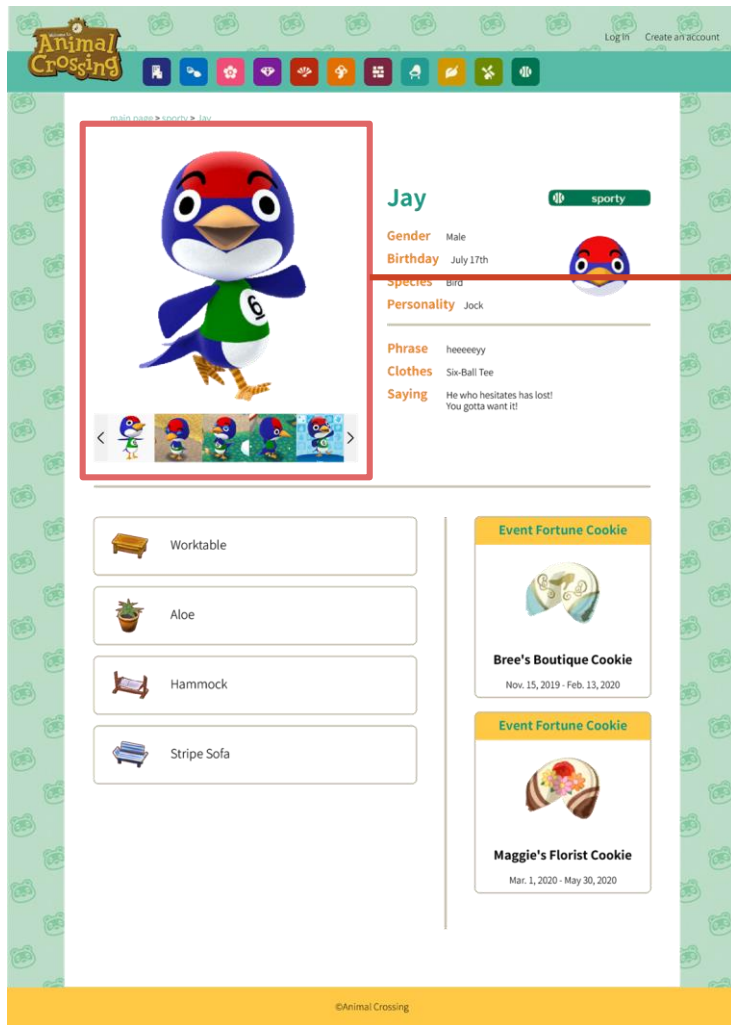 Welcome to
Animal
Crossing
Log In Create an account
main page > sporty > Jay
6
Jay
sporty
Gender Male
Birthday July 17th
Species Bird
Personality Jock
Phrase heeeeeyy
Clothes Six-Ball Tee
Saying He who hesitates has lost!
You gotta want it!
Worktable
Aloe
Hammock
Stripe Sofa
Event Fortune Cookie
Bree's Boutique Cookie
Nov. 15, 2019 - Feb. 13, 2020
Event Fortune Cookie
Maggie's Florist Cookie
Mar. 1, 2020 - May 30, 2020
©Animal Crossing